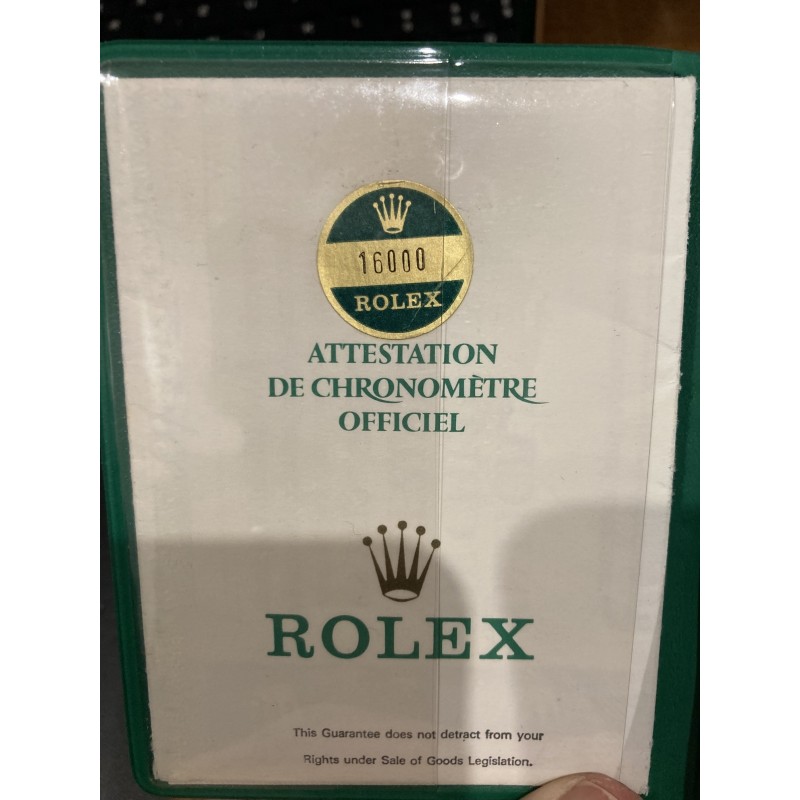 16000
ROLEX
ATTESTATION
DE CHRONOMÈTRE
OFFICIEL
ROLEX
This Guarantee does not detract from your
Rights under Sale of Goods Legislation.